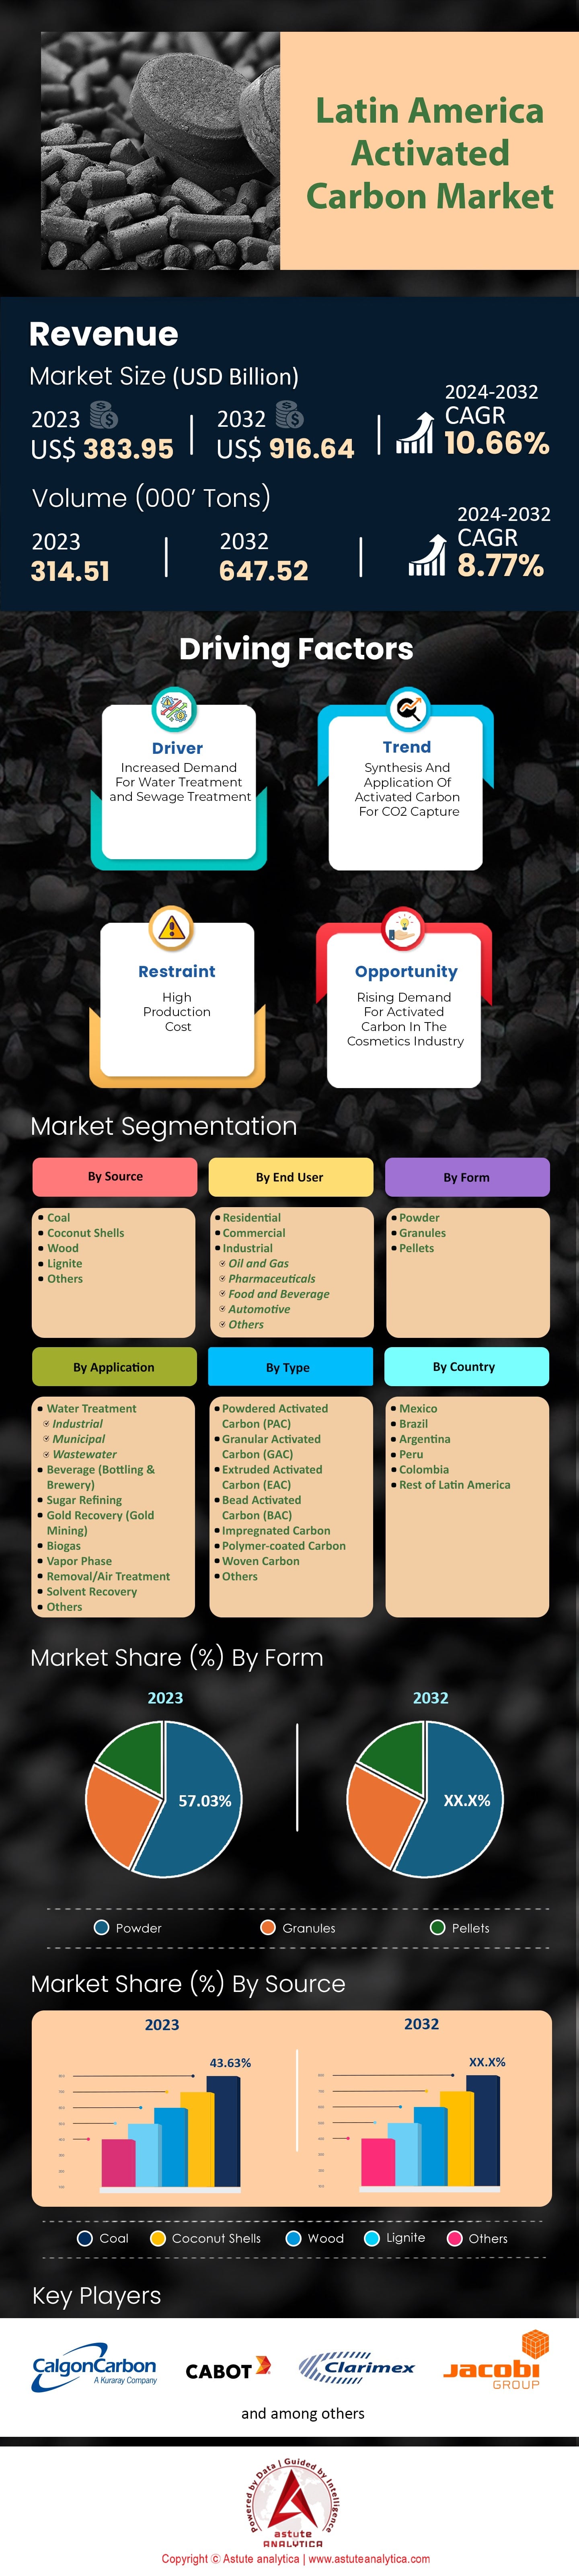 Latin America
Activated
Carbon Market
Revenue
Market Size (USD Billion)
2023
US$ 383.95
2032
US$ 916.64
2024-2032
CAGR
10.66%
Volume (000’ Tons)
2023
314.51
2032
647.52
2024-2032
CAGR
8.77%
Driving Factors
Driver
Increased Demand
For Water Treatment
and Sewage Treatment
Trend
Synthesis And
Application Of
Activated Carbon
For CO2 Capture
Restraint
High
Production
Cost
Opportunity
Rising Demand
For Activated
Carbon In The
Cosmetics Industry
Market Segmentation
By Source
Coal
Coconut Shells
Wood
Lignite
Others
By End User
Residential
Commercial
Industrial
Oil and Gas
Pharmaceuticals
Food and Beverage
Automotive
Others
By Form
Powder
Granules
Pellets
By Application
Water Treatment
Industrial
Municipal
Wastewater
Beverage (Bottling &
Brewery)
Sugar Refining
Gold Recovery (Gold
Mining)
Biogas
Vapor Phase
Removal/Air Treatment
Solvent Recovery
Others
By Type
Powdered Activated
Carbon (PAC)
Granular Activated
Carbon (GAC)
Extruded Activated
Carbon (EAC)
Bead Activated
Carbon (BAC)
Impregnated Carbon
Polymer-coated Carbon
Woven Carbon
Others
By Country
Mexico
Brazil
Argentina
Peru
Colombia
Rest of Latin America
Market Share (%) By Form
2023
57.03%
2032
XX.X%
Powder
Granules
Pellets
Market Share (%) By Source
2023
43.63%
2032
XX.X%
Coal
Coconut Shells
Wood
Lignite
Others
Key Players
CalgonCarbon
A Kuraray Company
CABOT
Clarimex
Jacobi
GROUP
and among others
Powered by Data | Guided by Intelligence
astute
ANALYTICA
Copyright © Astute analytica | www.astuteanalytica.com